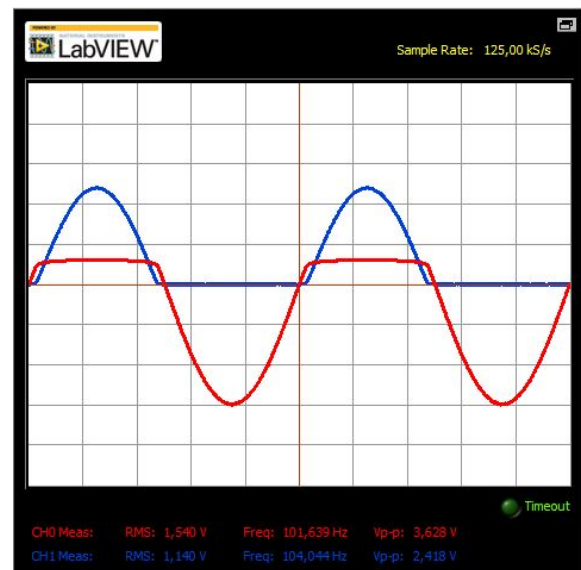 POWERED BY
NATIONAL INSTRUMENTS
LabVIEW™
Sample Rate: 125,00 kS/s
Timeout
CH0 Meas: RMS: 1,540 V Freq: 101,639 Hz Vp-p: 3,628 V
CH1 Meas: RMS: 1,140 V Freq: 104,044 Hz Vp-p: 2,418 V